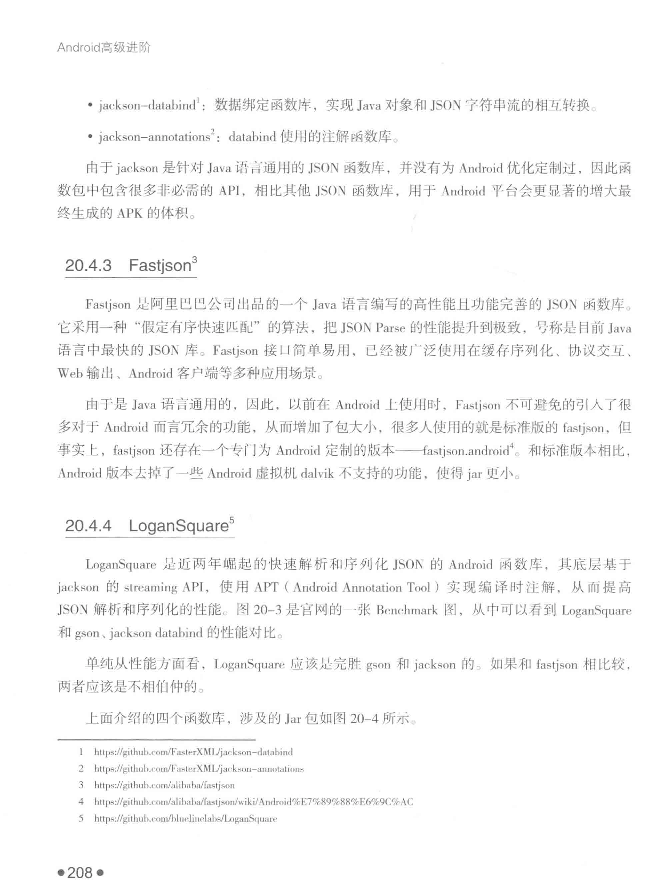 Android高级进阶
• jackson-databind¹：数据绑定函数库，实现 Java 对象和 JSON 字符串流的相互转换。
• jackson-annotations²：databind 使用的注解函数库。
由于 jackson 是针对 Java 语言通用的 JSON 函数库，并没有为 Android 优化定制过，因此函
数包中包含很多非必需的 API，相比其他 JSON 函数库，用于 Android 平台会更显著的增大最
终生成的 APK 的体积。
20.4.3 Fastjson³
Fastjson 是阿里巴巴公司出品的一个 Java 语言编写的高性能且功能完善的 JSON 函数库。
它采用一种“假定有序快速匹配”的算法，把 JSON Parse 的性能提升到极致，号称是目前 Java
语言中最快的 JSON 库。Fastjson 接口简单易用，已经被广泛使用在缓存序列化、协议交互、
Web 输出、Android 客户端等多种应用场景。
由于是 Java 语言通用的，因此，以前在 Android 上使用时，Fastjson 不可避免的引入了很
多对于 Android 而言冗余的功能，从而增加了包大小，很多人使用的就是标准版的 fastjson，但
事实上，fastjson 还存在一个专门为 Android 定制的版本——fastjson.android⁴。和标准版本相比，
Android 版本去掉了一些 Android 虚拟机 dalvik 不支持的功能，使得 jar 更小。
20.4.4 LoganSquare⁵
LoganSquare 是近两年崛起的快速解析和序列化 JSON 的 Android 函数库，其底层基于
jackson 的 streaming API，使用 APT（Android Annotation Tool）实现编译时注解，从而提高
JSON 解析和序列化的性能。图 20-3 是官网的一张 Benchmark 图，从中可以看到 LoganSquare
和 gson、jackson databind 的性能对比。
单纯从性能方面看，LoganSquare 应该是完胜 gson 和 jackson 的。如果和 fastjson 相比较，
两者应该是不相伯仲的。
上面介绍的四个函数库，涉及的 Jar 包如图 20-4 所示。
1 https://github.com/FasterXML/jackson-databind
2 https://github.com/FasterXML/jackson-annotations
3 https://github.com/alibaba/fastjson
4 https://github.com/alibaba/fastjson/wiki/Android%E7%89%88%E6%9C%AC
5 https://github.com/bluelinelabs/LoganSquare
●208●